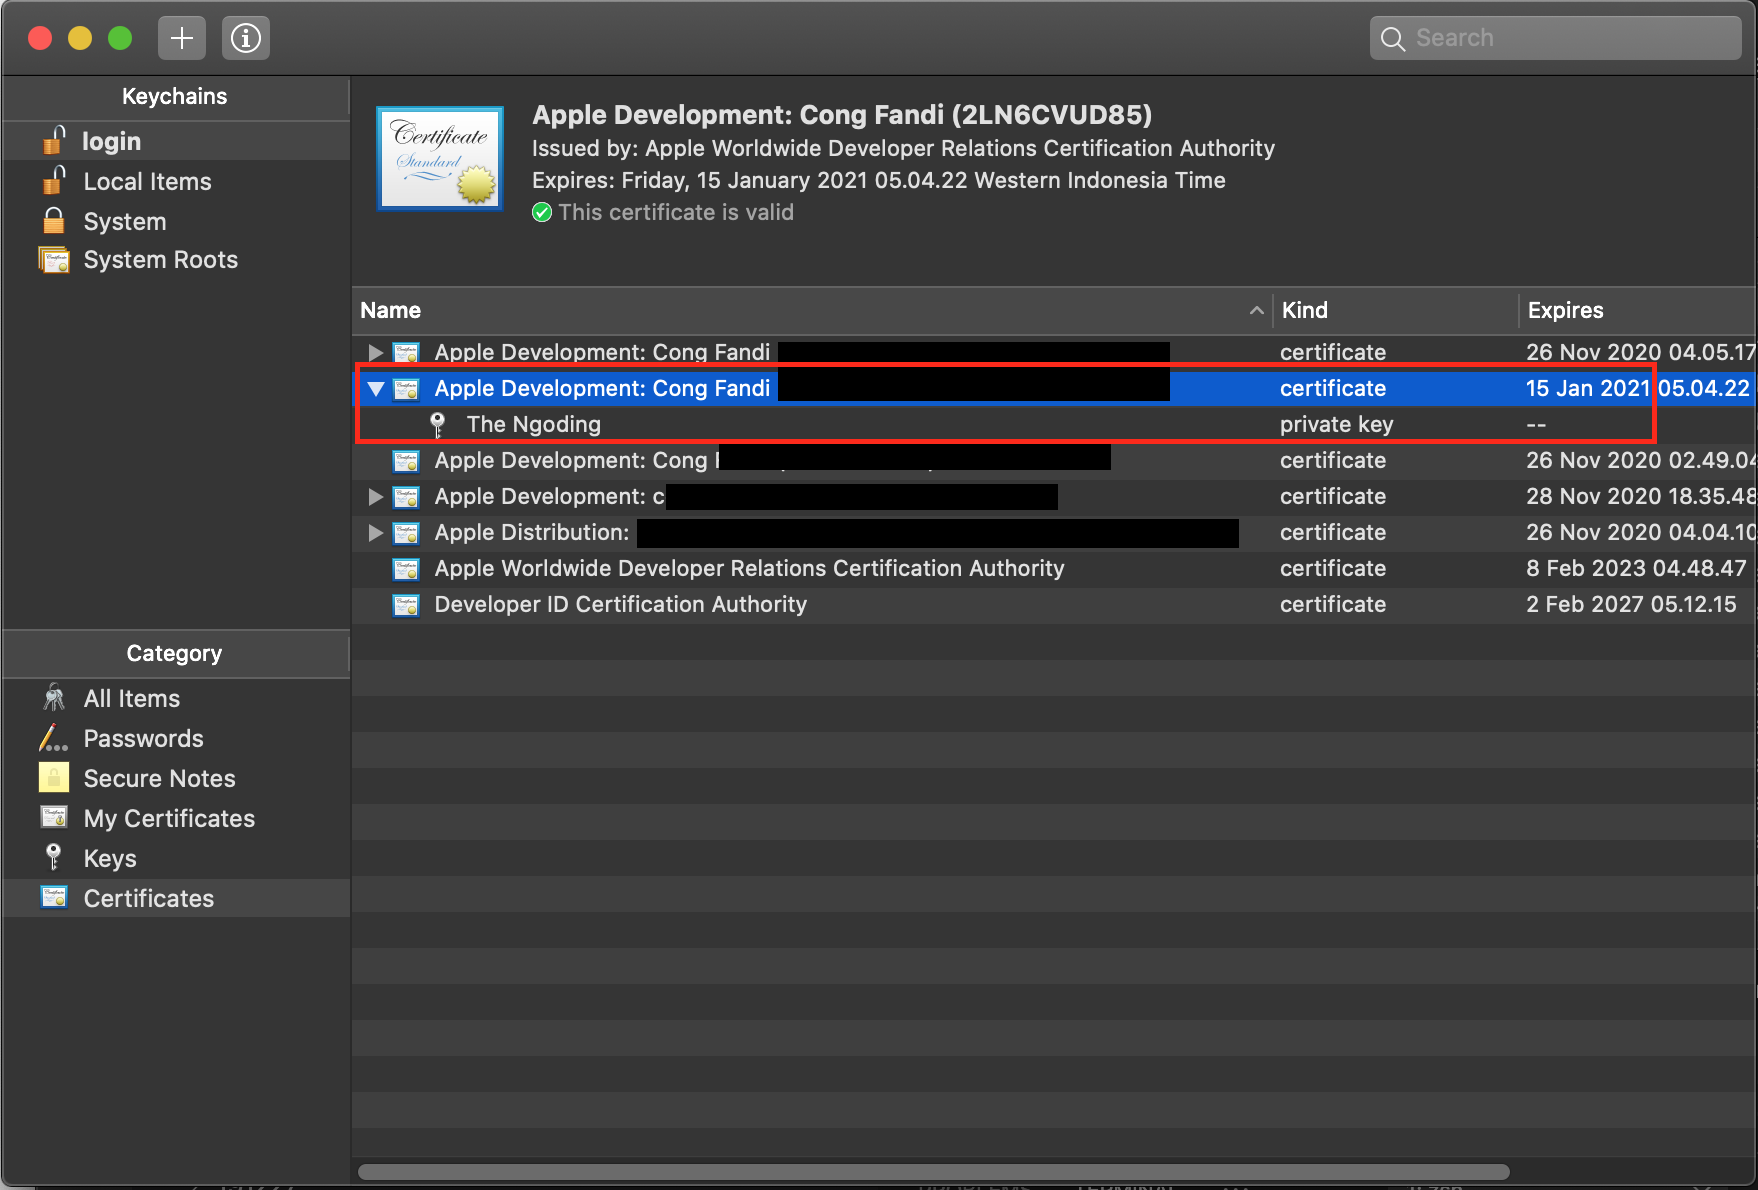 Search
Keychains
login
Local Items
System
System Roots
Certificate
Standard
Apple Development: Cong Fandi (2LN6CVUD85)
Issued by: Apple Worldwide Developer Relations Certification Authority
Expires: Friday, 15 January 2021 05.04.22 Western Indonesia Time
This certificate is valid
Name Kind Expires
Apple Development: Cong Fandi certificate 26 Nov 2020 04.05.17
Apple Development: Cong Fandi certificate 15 Jan 2021 05.04.22
The Ngoding private key --
Apple Development: Cong certificate 26 Nov 2020 02.49.04
Apple Development: c certificate 28 Nov 2020 18.35.48
Apple Distribution: certificate 26 Nov 2020 04.04.10
Apple Worldwide Developer Relations Certification Authority certificate 8 Feb 2023 04.48.47
Developer ID Certification Authority certificate 2 Feb 2027 05.12.15
Category
All Items
Passwords
Secure Notes
My Certificates
Keys
Certificates